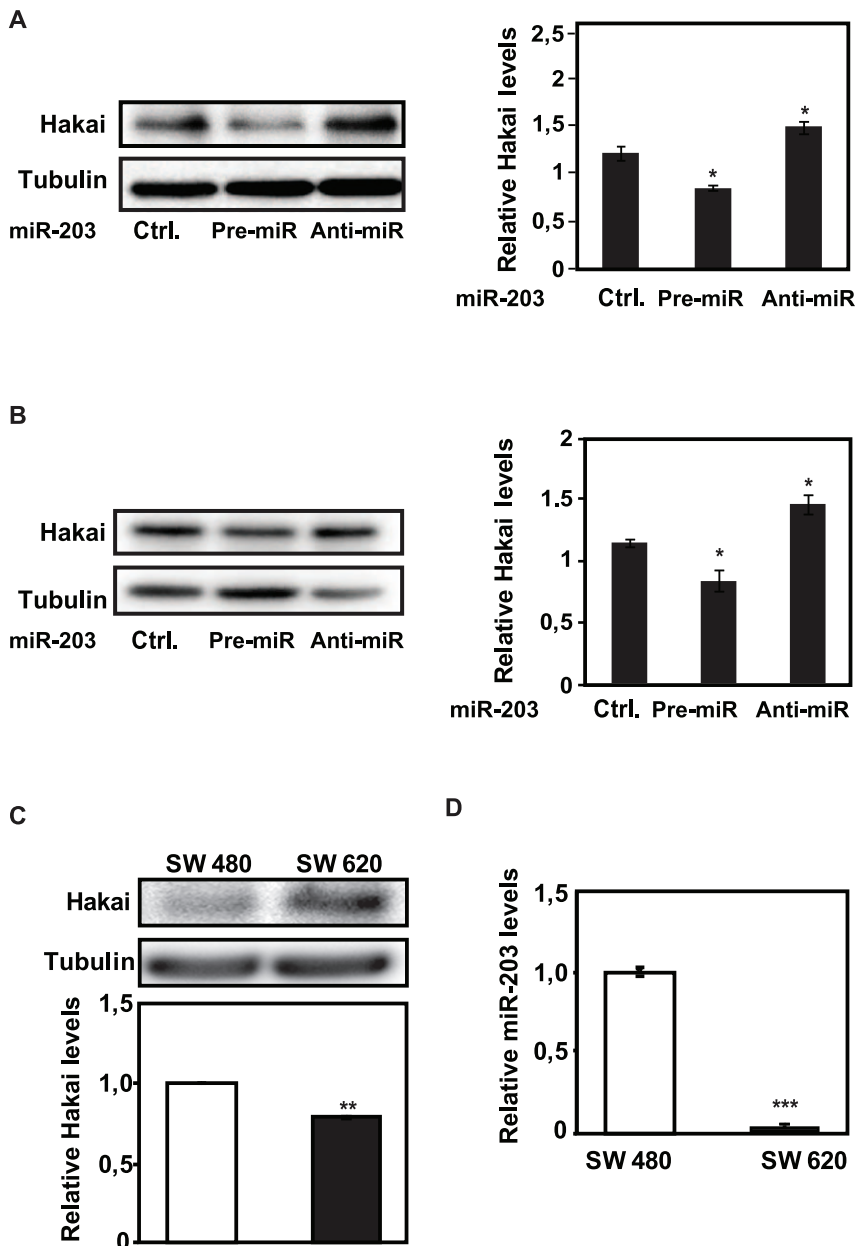 A
Hakai
Tubulin
miR-203 Ctrl. Pre-miR Anti-miR
Relative Hakai levels
2,5
2
1,5
1
0,5
0
*
*
miR-203 Ctrl. Pre-miR Anti-miR
B
Hakai
Tubulin
miR-203 Ctrl. Pre-miR Anti-miR
Relative Hakai levels
2
1.5
1
0,5
0
*
*
miR-203 Ctrl. Pre-miR Anti-miR
C
SW 480 SW 620
Hakai
Tubulin
Relative Hakai levels
1,5
1,0
0,5
0
**
D
Relative miR-203 levels
1,5
1,0
0,5
0
***
SW 480 SW 620